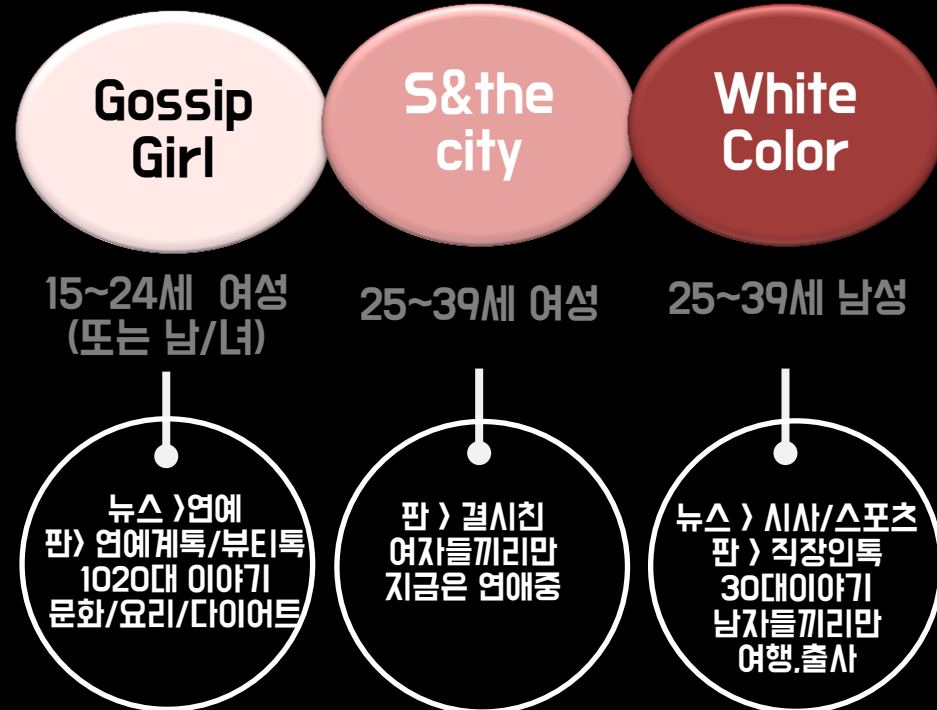 Gossip
Girl
S&the
city
White
Color
15~24세 여성
(또는 남/녀)
25~39세 여성
25~39세 남성
뉴스 >연예
판> 연예계톡/뷰티톡
1020대 이야기
문화/요리/다이어트
판 > 결시친
여자들끼리만
지금은 연애중
뉴스 > 시사/스포츠
판 > 직장인톡
30대이야기
남자들끼리만
여행,출사